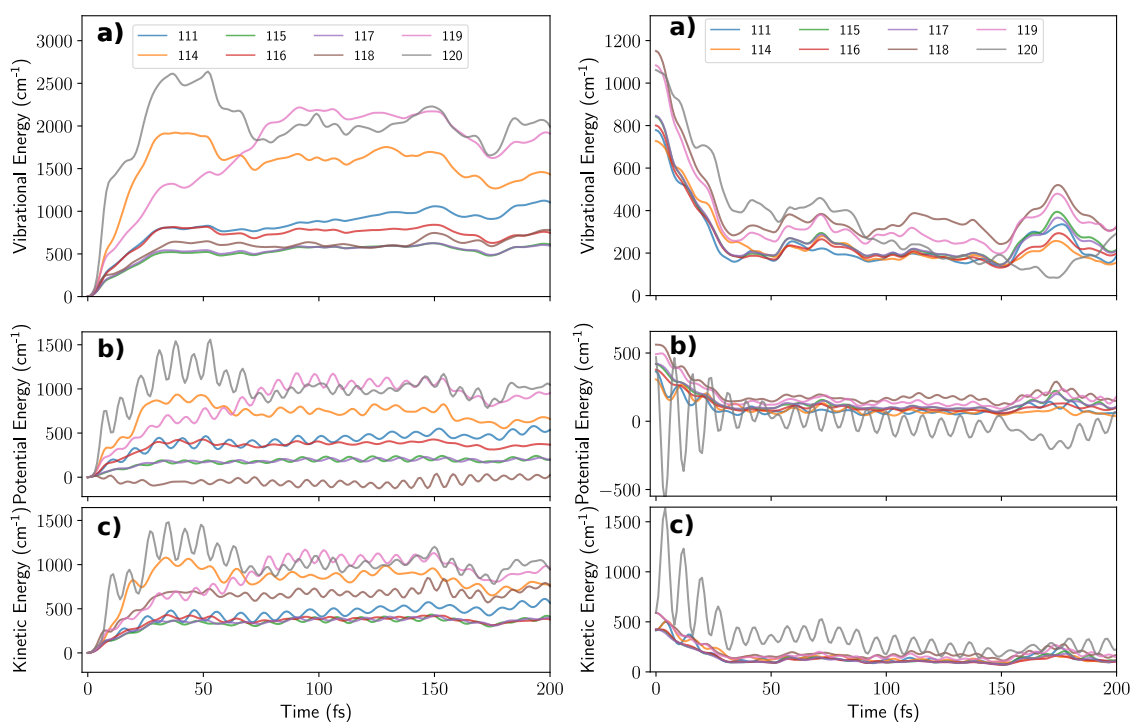 a)
111 115 117 119
114 116 118 120
Vibrational Energy (cm⁻¹)
3000
2500
2000
1500
1000
500
0
b)
Potential Energy (cm⁻¹)
1500
1000
500
0
c)
Kinetic Energy (cm⁻¹)
1500
1000
500
0
0 50 100 150 200
Time (fs)
a)
111 115 117 119
114 116 118 120
Vibrational Energy (cm⁻¹)
1200
1000
800
600
400
200
0
b)
Potential Energy (cm⁻¹)
500
0
−500
c)
Kinetic Energy (cm⁻¹)
1500
1000
500
0
0 50 100 150 200
Time (fs)